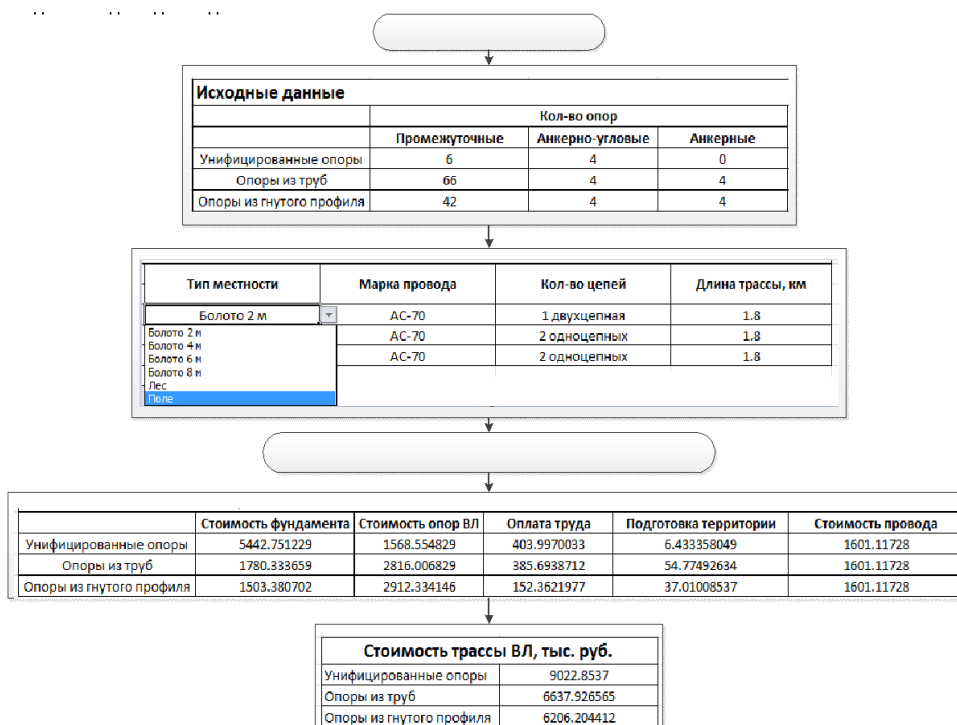 Исходные данные
Кол-во опор
Промежуточные Анкерно-угловые Анкерные
Унифицированные опоры 6 4 0
Опоры из труб 66 4 4
Опоры из гнутого профиля 42 4 4
Тип местности Марка провода Кол-во цепей Длина трассы, км
Болото 2 м АС-70 1 двухцепная 1.8
АС-70 2 одноцепных 1.8
АС-70 2 одноцепных 1.8
Болото 2 м
Болото 4 м
Болото 6 м
Болото 8 м
Лес
Поле
Стоимость фундамента Стоимость опор ВЛ Оплата труда Подготовка территории Стоимость провода
Унифицированные опоры 5442.751229 1568.554829 403.9970033 6.433358049 1601.11728
Опоры из труб 1780.333659 2816.006829 385.6938712 54.77492634 1601.11728
Опоры из гнутого профиля 1503.380702 2912.334146 152.3621977 37.01008537 1601.11728
Стоимость трассы ВЛ, тыс. руб.
Унифицированные опоры 9022.8537
Опоры из труб 6637.926565
Опоры из гнутого профиля 6206.204412